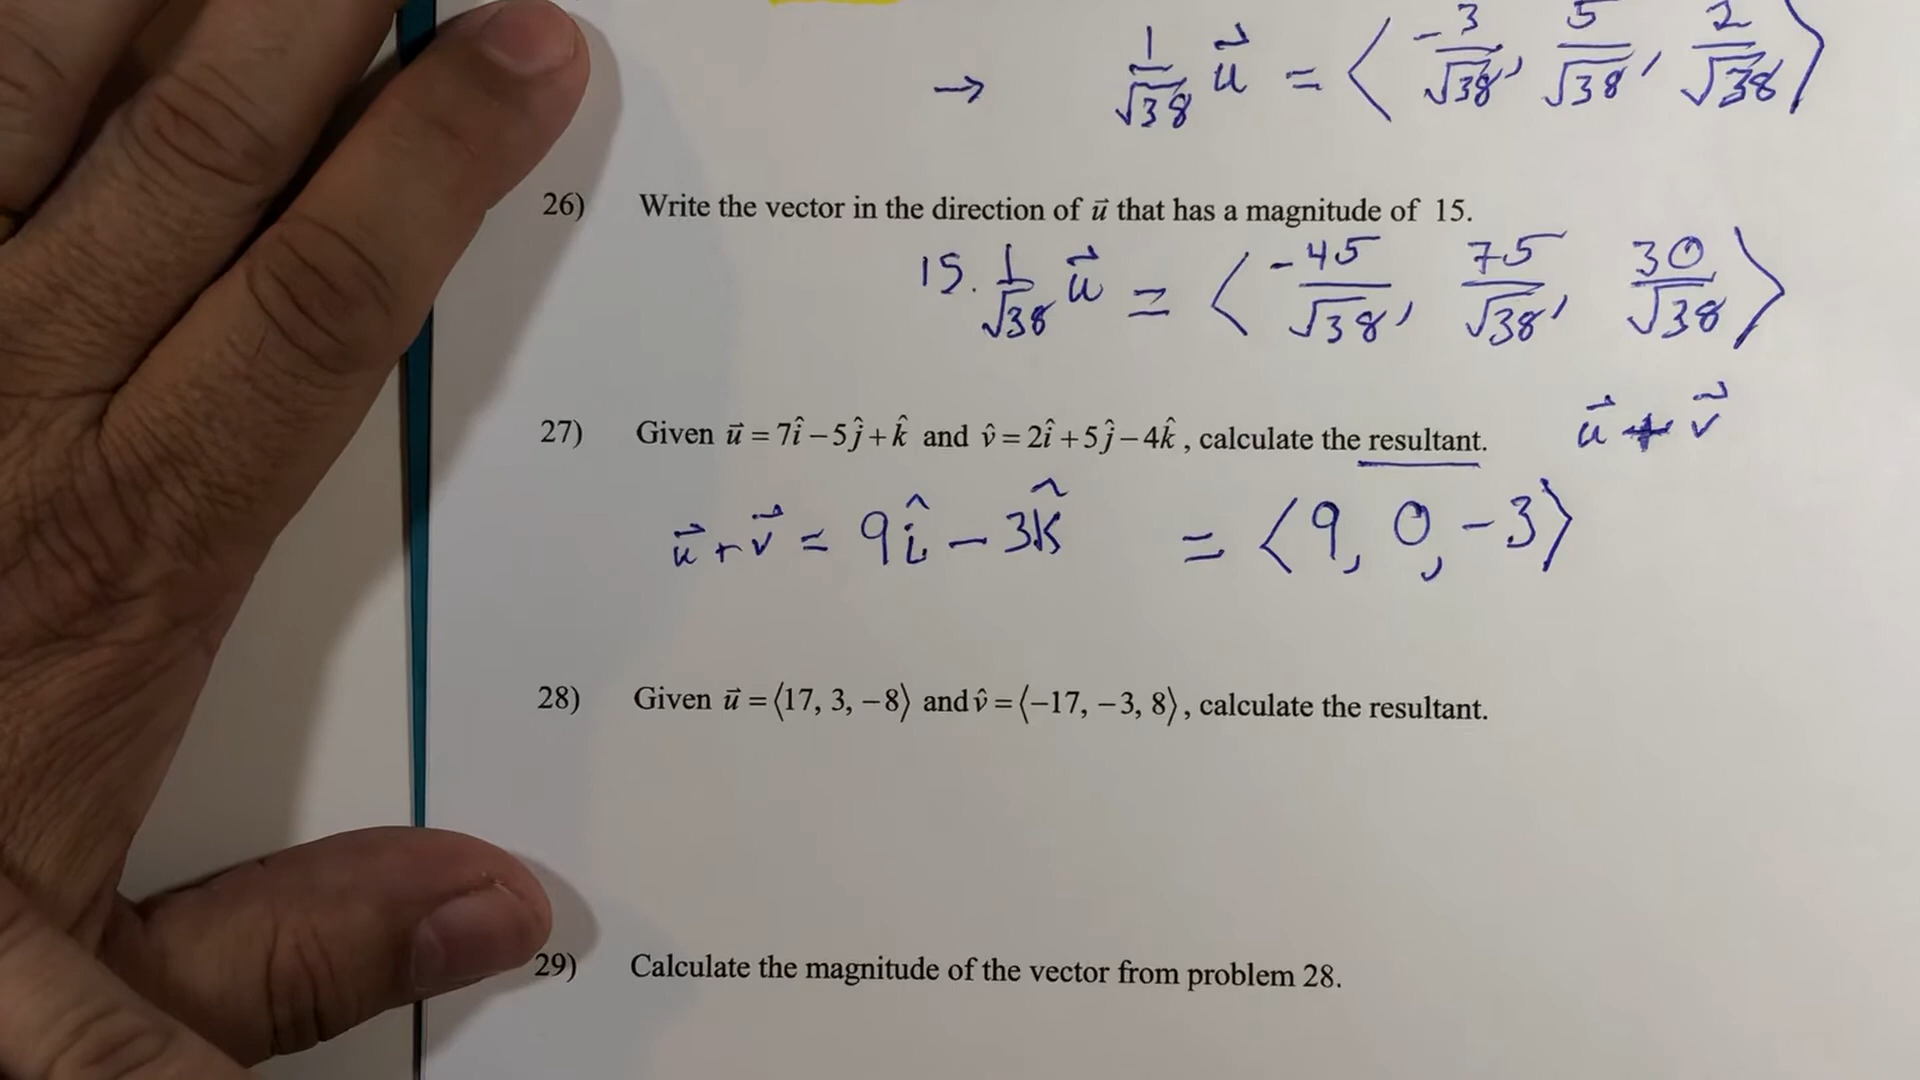 → 1/√38 u⃗ = ⟨-3/√38, 5/√38, 2/√38⟩
26) Write the vector in the direction of u⃗ that has a magnitude of 15.
15 · 1/√38 u⃗ = ⟨-45/√38, 75/√38, 30/√38⟩
27) Given u⃗ = 7î − 5ĵ + k̂ and v̂ = 2î + 5ĵ − 4k̂, calculate the resultant. u⃗ + v⃗
u⃗ + v⃗ = 9î − 3k̂ = ⟨9, 0, -3⟩
28) Given u⃗ = ⟨17, 3, −8⟩ and v̂ = ⟨−17, −3, 8⟩, calculate the resultant.
29) Calculate the magnitude of the vector from problem 28.